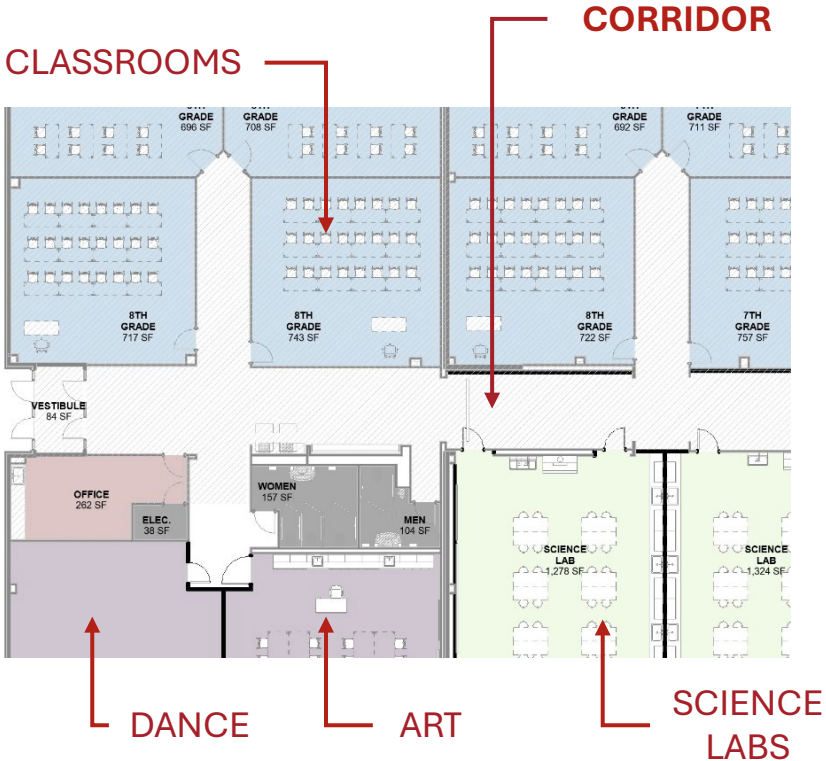 CORRIDOR
CLASSROOMS
GRADE
696 SF
GRADE
708 SF
GRADE
692 SF
GRADE
711 SF
8TH
GRADE
717 SF
8TH
GRADE
743 SF
8TH
GRADE
722 SF
7TH
GRADE
757 SF
VESTIBULE
84 SF
OFFICE
262 SF
ELEC.
38 SF
WOMEN
157 SF
MEN
104 SF
SCIENCE
LAB
1,278 SF
SCIENCE
LAB
1,324 SF
DANCE
ART
SCIENCE
LABS